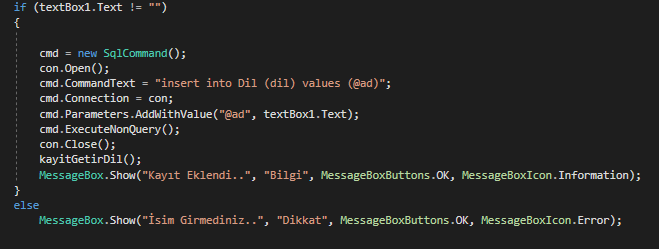 if (textBox1.Text != "")
{
cmd = new SqlCommand();
con.Open();
cmd.CommandText = "insert into Dil (dil) values (@ad)";
cmd.Connection = con;
cmd.Parameters.AddWithValue("@ad", textBox1.Text);
cmd.ExecuteNonQuery();
con.Close();
kayitGetirDil();
MessageBox.Show("Kayıt Eklendi..", "Bilgi", MessageBoxButtons.OK, MessageBoxIcon.Information);
}
else
MessageBox.Show("İsim Girmediniz..", "Dikkat", MessageBoxButtons.OK, MessageBoxIcon.Error);